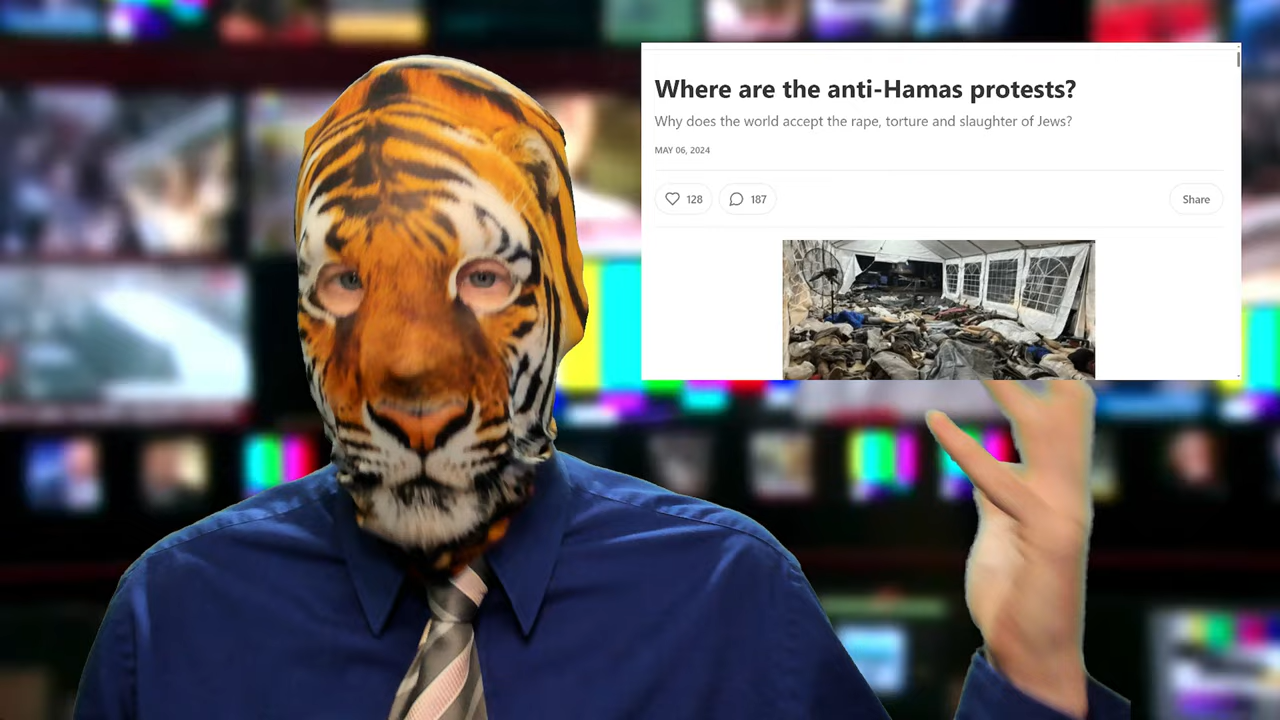 Where are the anti-Hamas protests?
Why does the world accept the rape, torture and slaughter of Jews?
MAY 06, 2024
128
187
Share